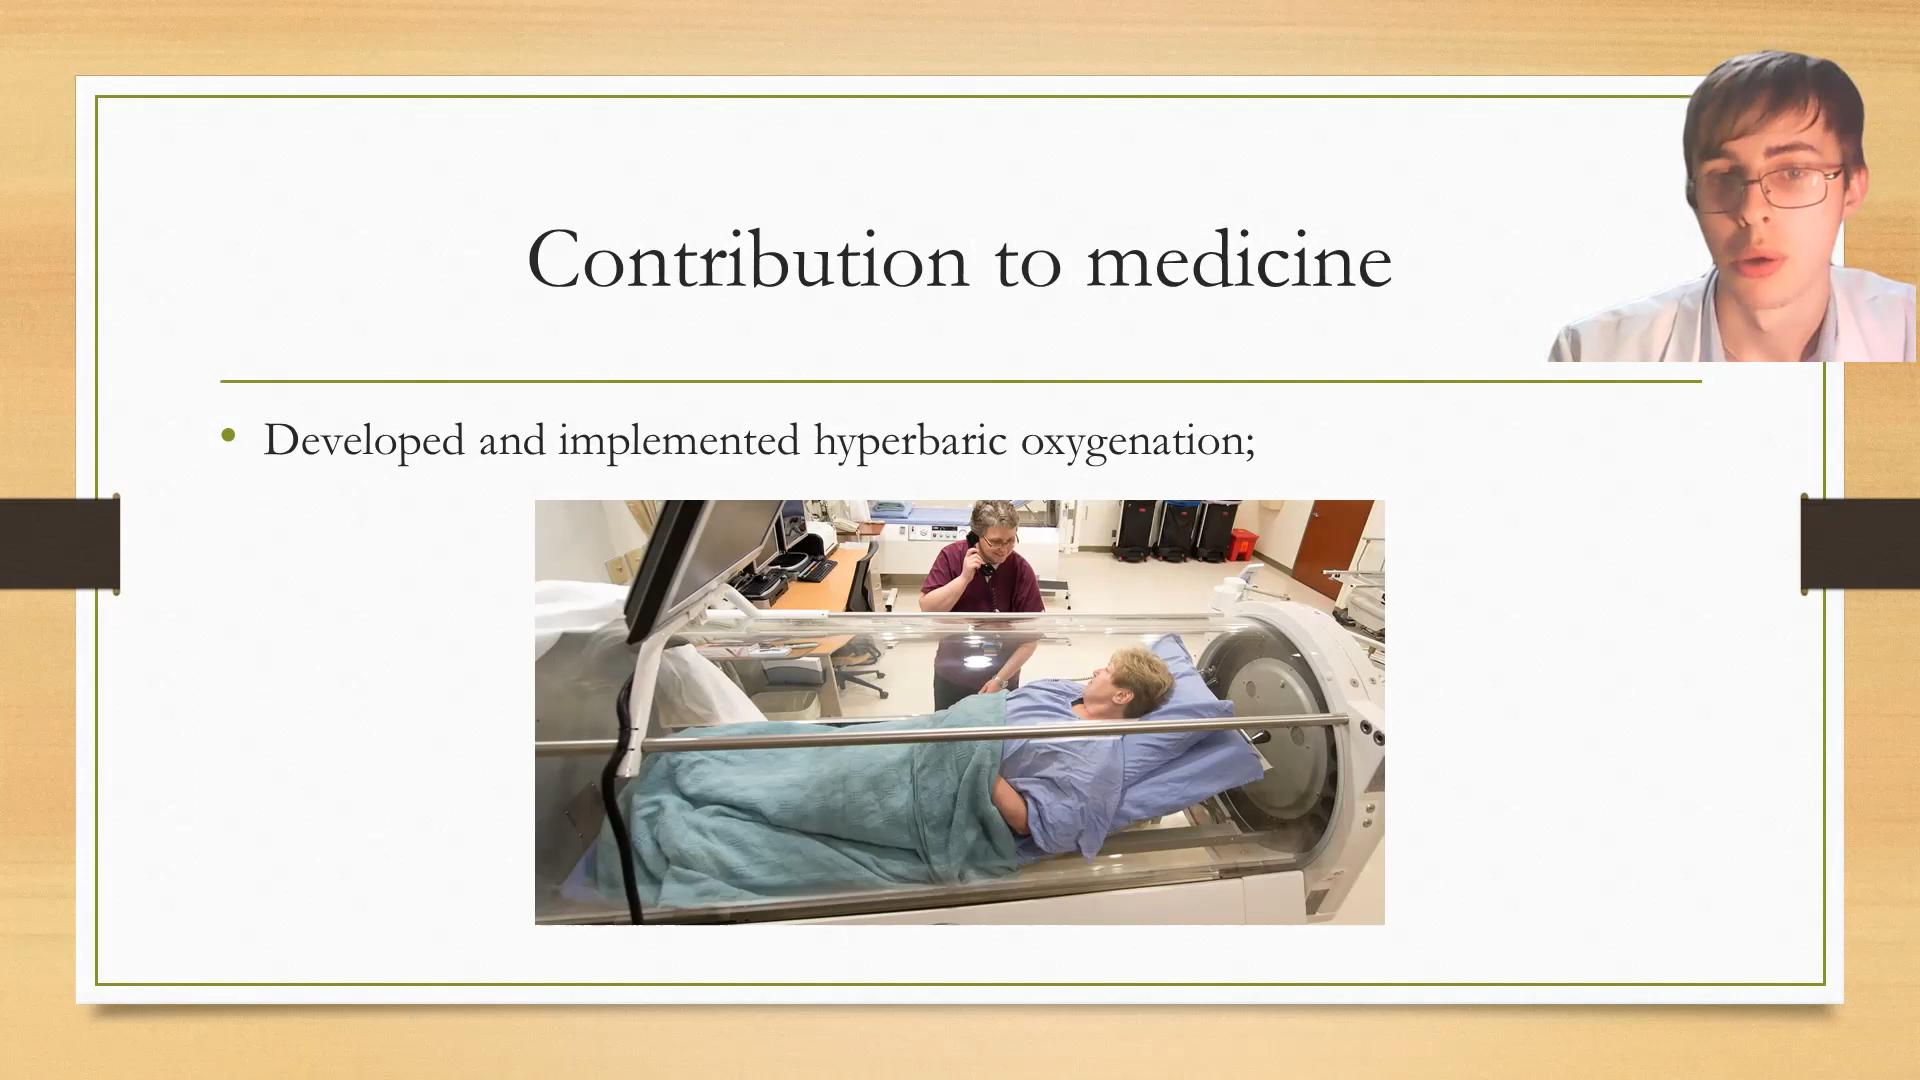 Contribution to medicine
• Developed and implemented hyperbaric oxygenation;